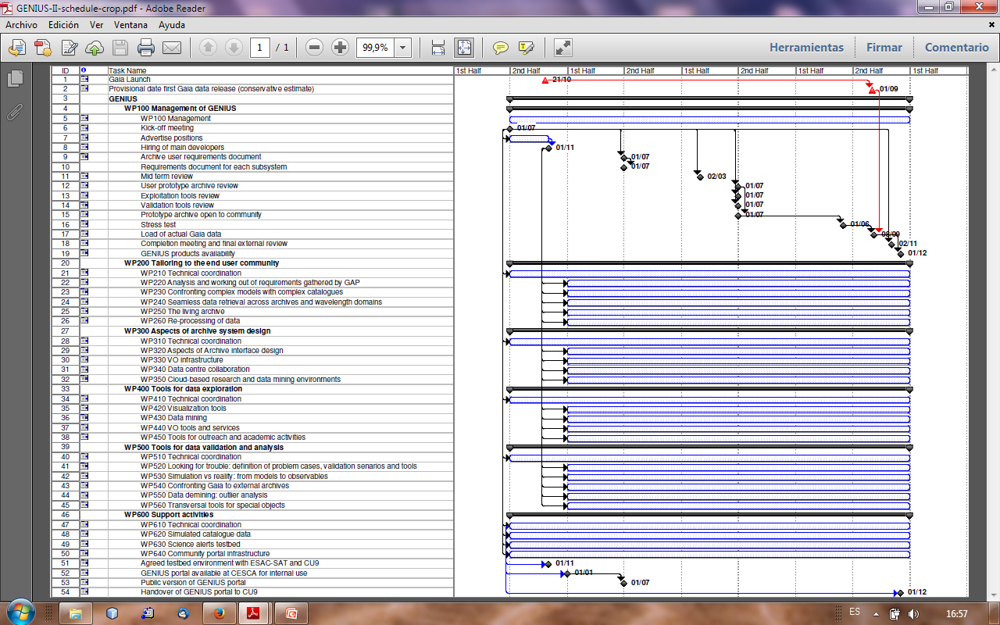 GENIUS-II-schedule-crop.pdf - Adobe Reader
Archivo Edición Ver Ventana Ayuda
1 / 1 99,9% Herramientas Firmar Comentario
ID Task Name 1st Half 2nd Half 1st Half 2nd Half 1st Half 2nd Half 1st Half 2nd Half 1st Half
1 Gaia Launch 21/10
2 Provisional date first Gaia data release (conservative estimate) 01/09
3 GENIUS
4 WP100 Management of GENIUS
5 WP100 Management
6 Kick-off meeting 01/07
7 Advertise positions
8 Hiring of main developers 01/11
9 Archive user requirements document 01/07
10 Requirements document for each subsystem 01/07
11 Mid term review 02/03
12 User prototype archive review 01/07
13 Exploitation tools review 01/07
14 Validation tools review 01/07
15 Prototype archive open to community 01/07
16 Stress test 01/06
17 Load of actual Gaia data
18 Completion meeting and final external review 02/11
19 GENIUS products availability 01/12
20 WP200 Tailoring to the end user community
21 WP210 Technical coordination
22 WP220 Analysis and working out of requirements gathered by GAP
23 WP230 Confronting complex models with complex catalogues
24 WP240 Seamless data retrieval across archives and wavelength domains
25 WP250 The living archive
26 WP260 Re-processing of data
27 WP300 Aspects of archive system design
28 WP310 Technical coordination
29 WP320 Aspects of Archive interface design
30 WP330 VO infrastructure
31 WP340 Data centre collaboration
32 WP350 Cloud-based research and data mining environments
33 WP400 Tools for data exploration
34 WP410 Technical coordination
35 WP420 Visualization tools
36 WP430 Data mining
37 WP440 VO tools and services
38 WP450 Tools for outreach and academic activities
39 WP500 Tools for data validation and analysis
40 WP510 Technical coordination
41 WP520 Looking for trouble: definition of problem cases, validation senarios and tools
42 WP530 Simulation vs reality: from models to observables
43 WP540 Confronting Gaia to external archives
44 WP550 Data demining: outlier analysis
45 WP560 Transversal tools for special objects
46 WP600 Support activities
47 WP610 Technical coordination
48 WP620 Simulated catalogue data
49 WP630 Science alerts testbed
50 WP640 Community portal infrastructure
51 Agreed testbed environment with ESAC-SAT and CU9 01/11
52 GENIUS portal available at CESCA for internal use 01/01
53 Public version of GENIUS portal 01/07
54 Handover of GENIUS portal to CU9 01/12
ES 16:57